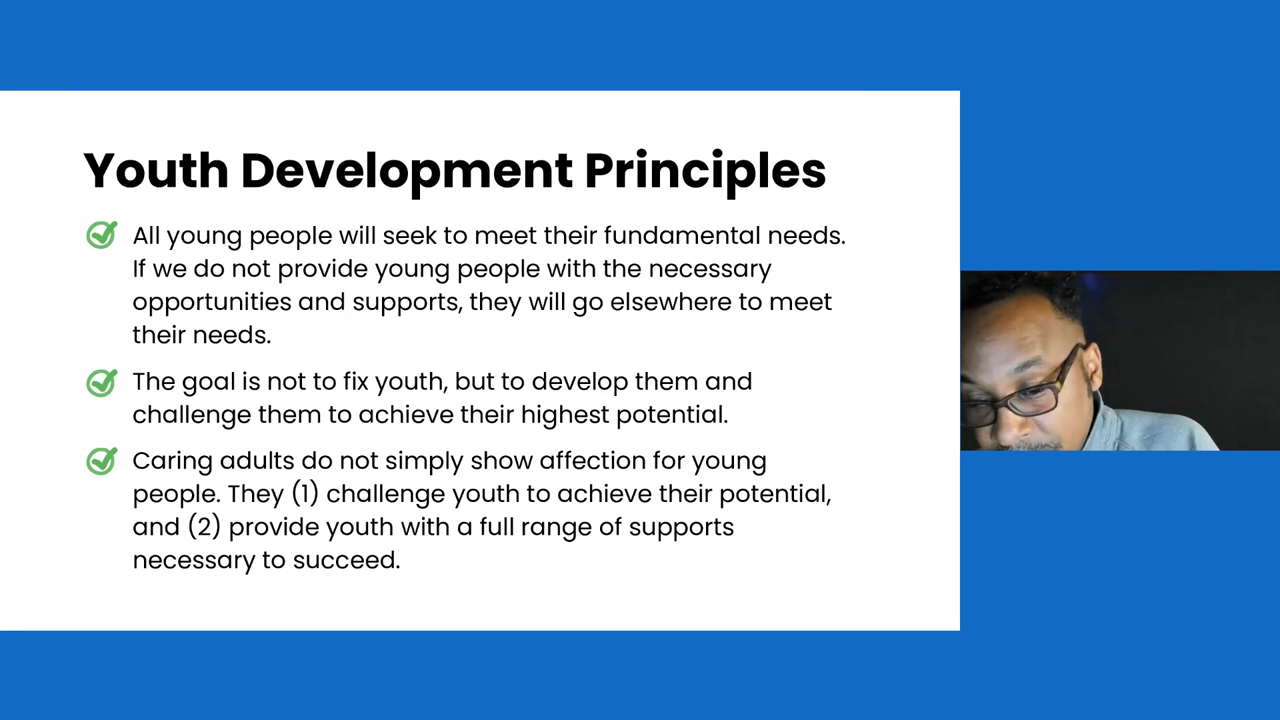 Youth Development Principles
All young people will seek to meet their fundamental needs.
If we do not provide young people with the necessary
opportunities and supports, they will go elsewhere to meet
their needs.
The goal is not to fix youth, but to develop them and
challenge them to achieve their highest potential.
Caring adults do not simply show affection for young
people. They (1) challenge youth to achieve their potential,
and (2) provide youth with a full range of supports
necessary to succeed.